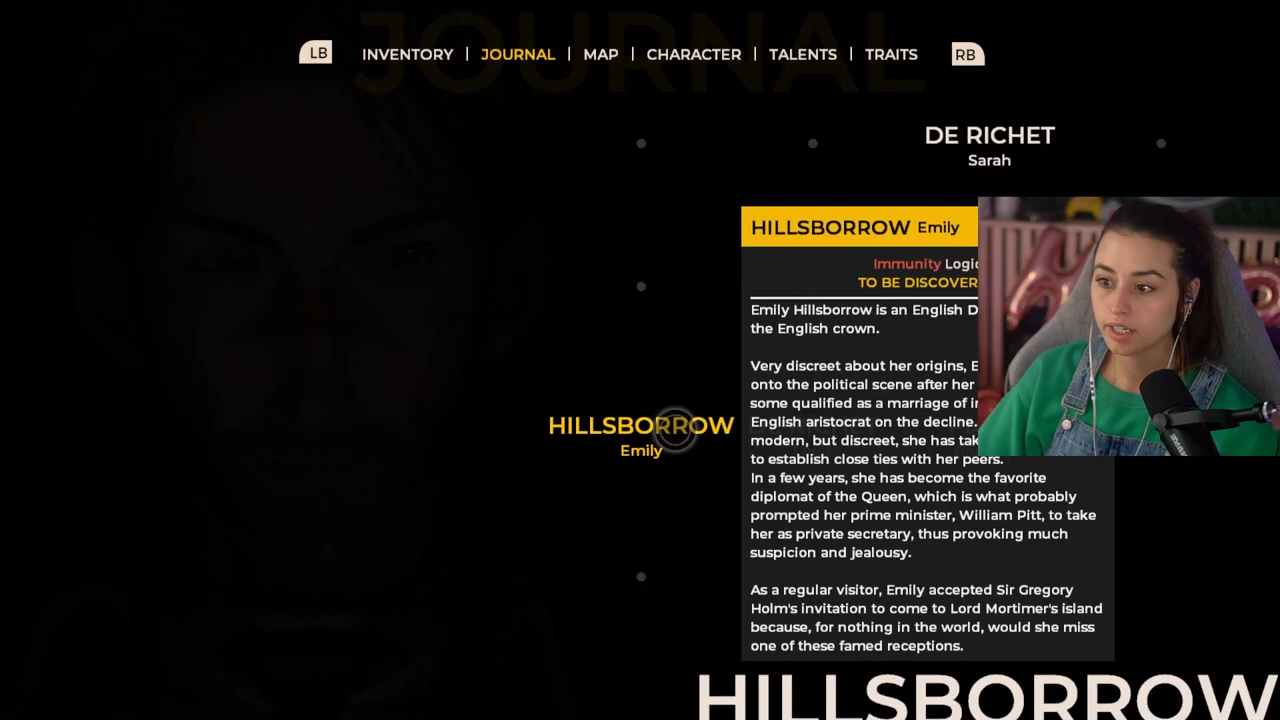 JOURNAL
LB INVENTORY | JOURNAL | MAP | CHARACTER | TALENTS | TRAITS RB
DE RICHET
Sarah
HILLSBORROW Emily
Immunity Logic
TO BE DISCOVER
Emily Hillsborrow is an English D
the English crown.
Very discreet about her origins, E
onto the political scene after her
some qualified as a marriage of in
English aristocrat on the decline.
modern, but discreet, she has tak
to establish close ties with her peers.
In a few years, she has become the favorite
diplomat of the Queen, which is what probably
prompted her prime minister, William Pitt, to take
her as private secretary, thus provoking much
suspicion and jealousy.
As a regular visitor, Emily accepted Sir Gregory
Holm's invitation to come to Lord Mortimer's island
because, for nothing in the world, would she miss
one of these famed receptions.
HILLSBORROW
Emily
HILLSBORROW